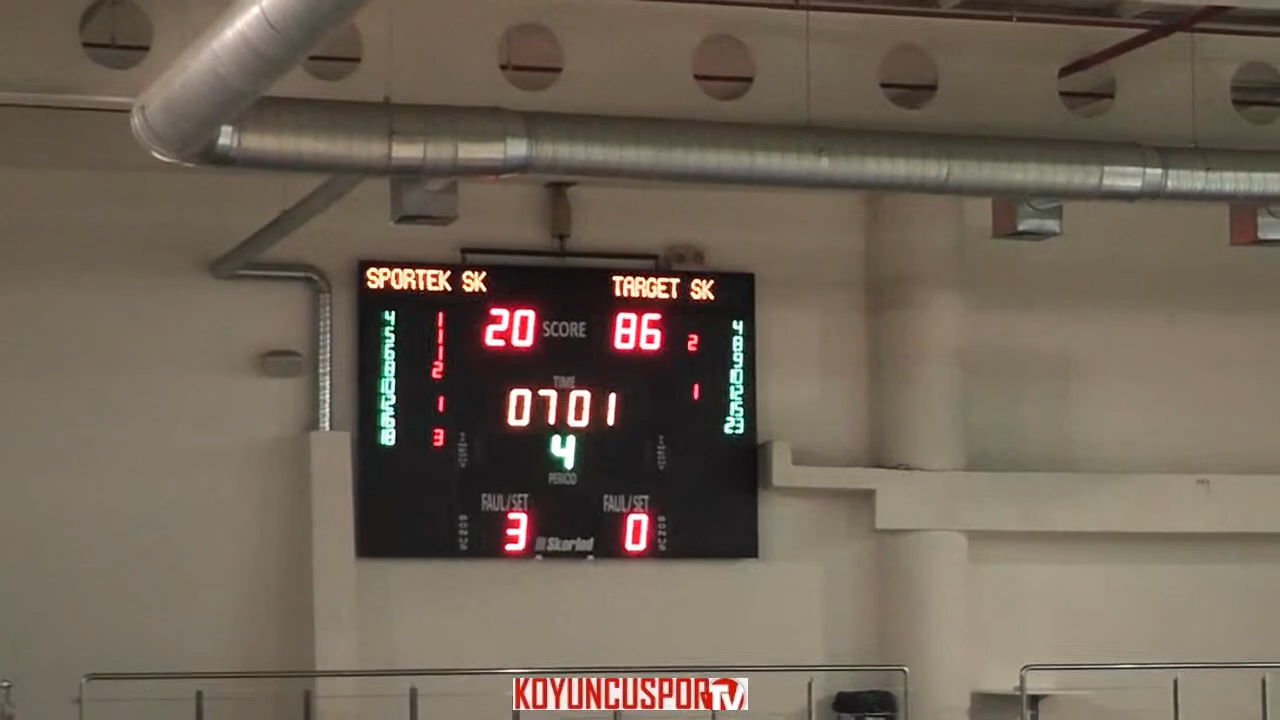 SPORTEK SK TARGET SK
20 SCORE 86
TIME
0701
4
PERIOD
FAUL/SET FAUL/SET
3 0
Skorled
KOYUNCUSPOR TV